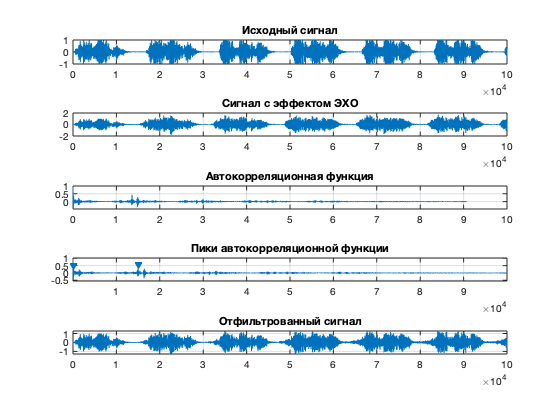 Исходный сигнал
1
0
-1
0 1 2 3 4 5 6 7 8 9 10
×10⁴
Сигнал с эффектом ЭХО
2
0
-2
0 1 2 3 4 5 6 7 8 9 10
×10⁴
Автокорреляционная функция
1
0.5
0
0 1 2 3 4 5 6 7 8 9 10
×10⁴
Пики автокорреляционной функции
1
0.5
0
-0.5
1 2 3 4 5 6 7 8 9 10
×10⁴
Отфильтрованный сигнал
1
0
-1
0 1 2 3 4 5 6 7 8 9 10
×10⁴